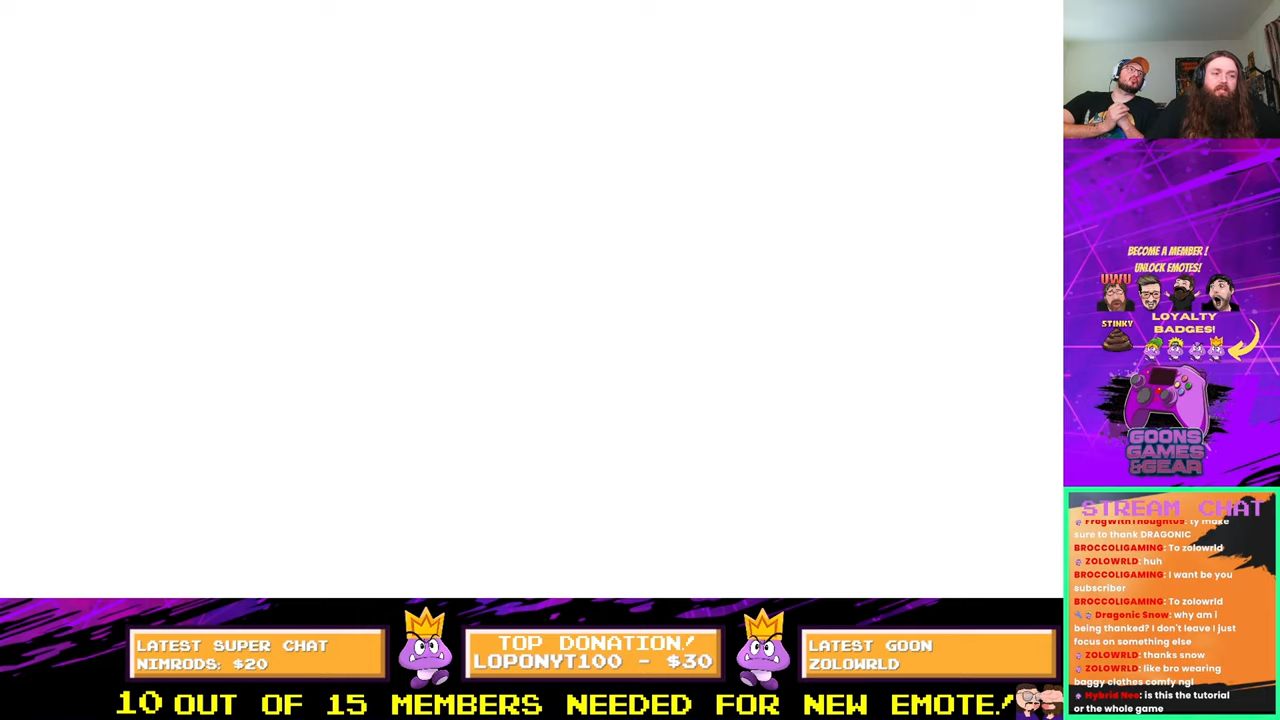 BECOME A MEMBER !
UNLOCK EMOTES!
UWU
STINKY
LOYALTY
BADGES!
GOONS
GAMES
&GEAR
STREAM CHAT
FrogWithThought09: ty make
sure to thank DRAGONIC
BROCCOLIGAMING: To zolowrld
ZOLOWRLD: huh
BROCCOLIGAMING: I want be you
subscriber
BROCCOLIGAMING: To zolowrld
Dragonic Snow: why am i
being thanked? I don't leave I just
focus on something else
ZOLOWRLD: thanks snow
ZOLOWRLD: like bro wearing
baggy clothes comfy ngl
Hybrid Neo: is this the tutorial
or the whole game
LATEST SUPER CHAT
NIMRODS: $20
TOP DONATION!
LOPONYT100 - $30
LATEST GOON
ZOLOWRLD
10 OUT OF 15 MEMBERS NEEDED FOR NEW EMOTE!